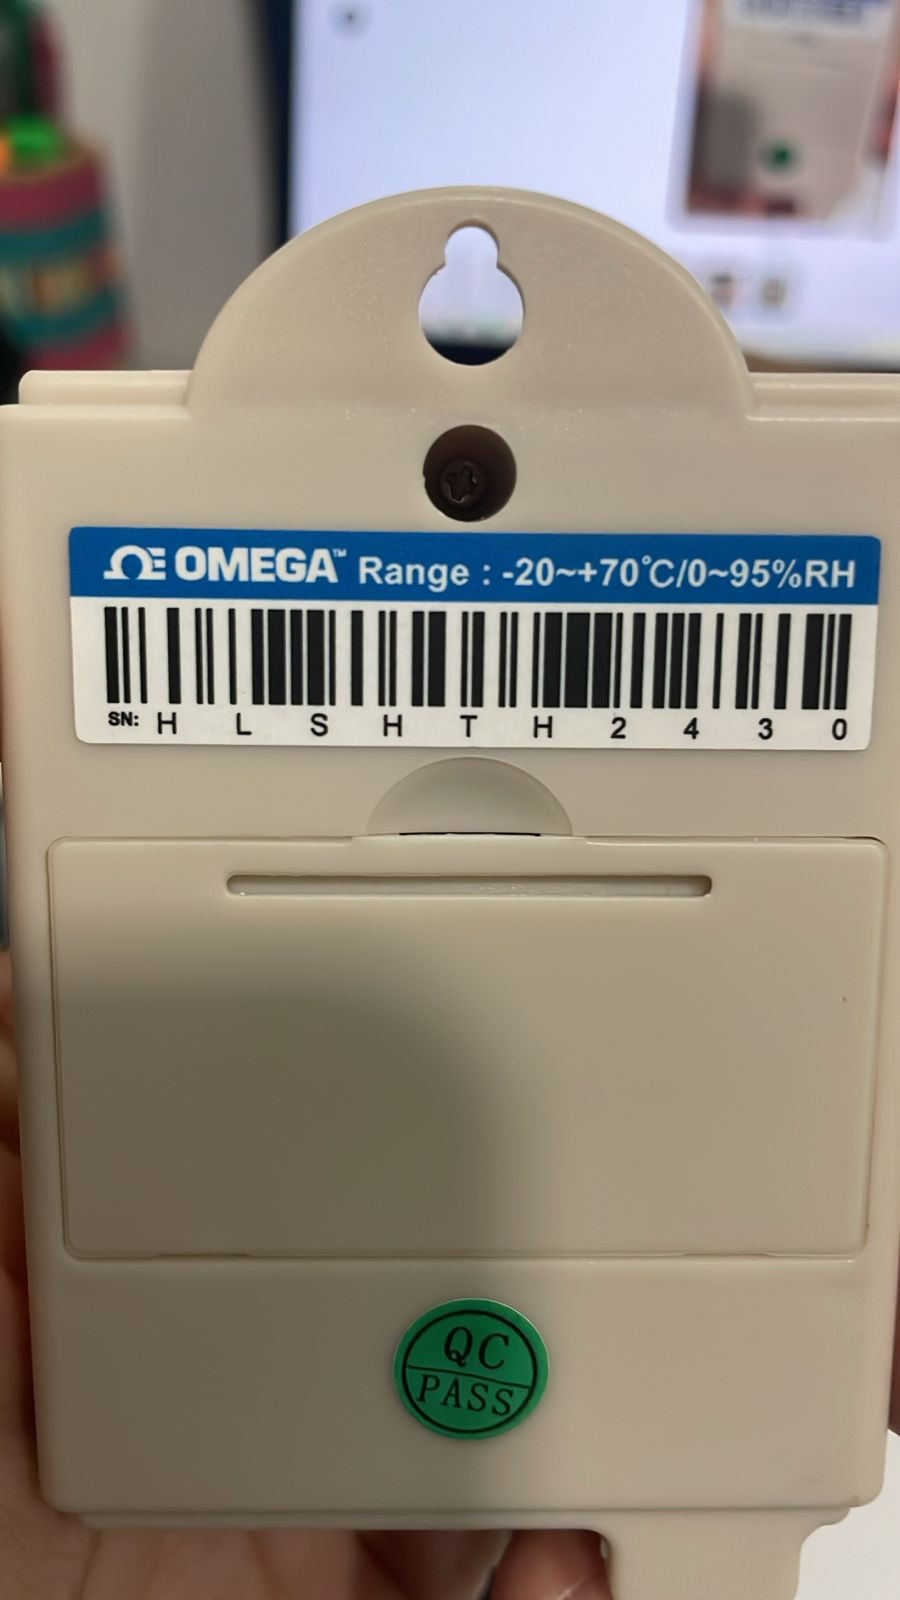 OMEGA™ Range : -20~+70℃/0~95%RH
SN: H L S H T H 2 4 3 0
QC
PASS